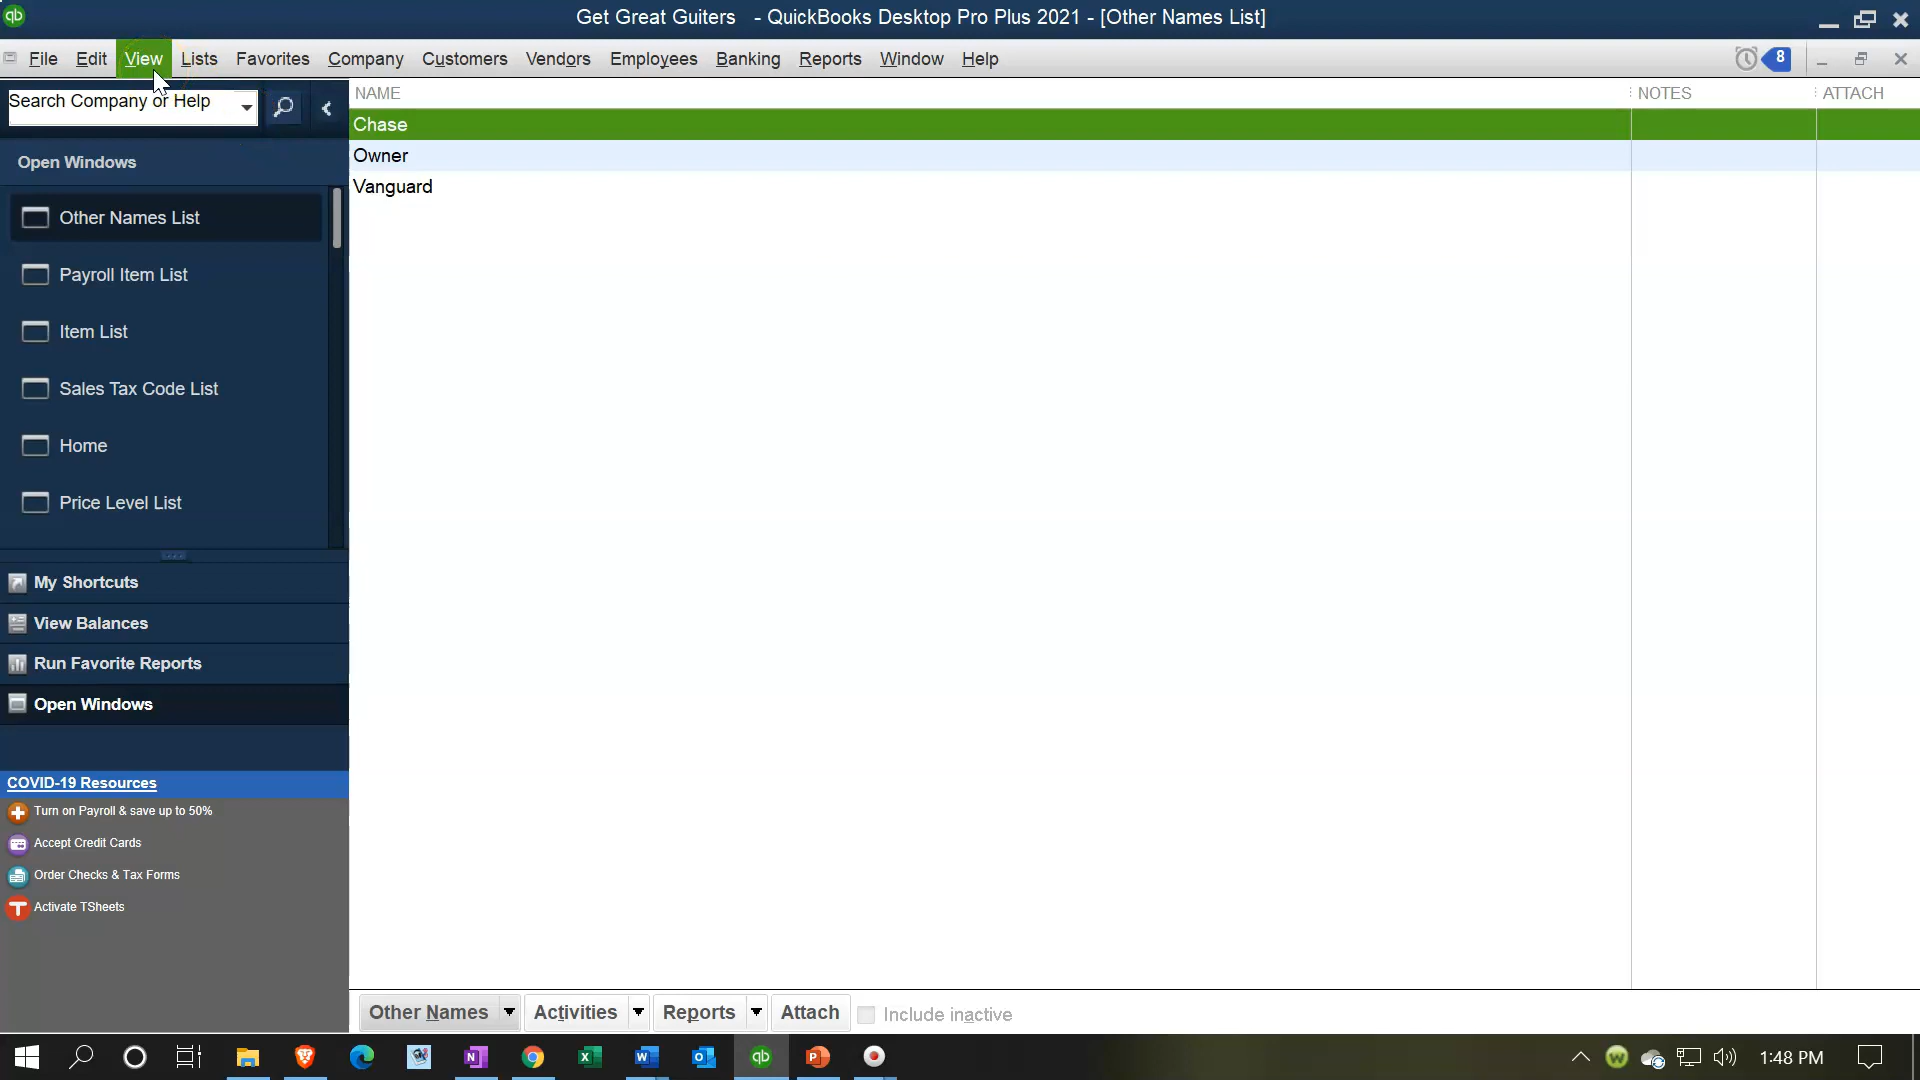 Get Great Guiters - QuickBooks Desktop Pro Plus 2021 - [Other Names List]
File Edit View Lists Favorites Company Customers Vendors Employees Banking Reports Window Help
8
Search Company or Help
NAME NOTES ATTACH
Chase
Owner
Vanguard
Open Windows
Other Names List
Payroll Item List
Item List
Sales Tax Code List
Home
Price Level List
My Shortcuts
View Balances
Run Favorite Reports
Open Windows
COVID-19 Resources
Turn on Payroll & save up to 50%
Accept Credit Cards
Order Checks & Tax Forms
Activate TSheets
Other Names Activities Reports Attach Include inactive
1:48 PM